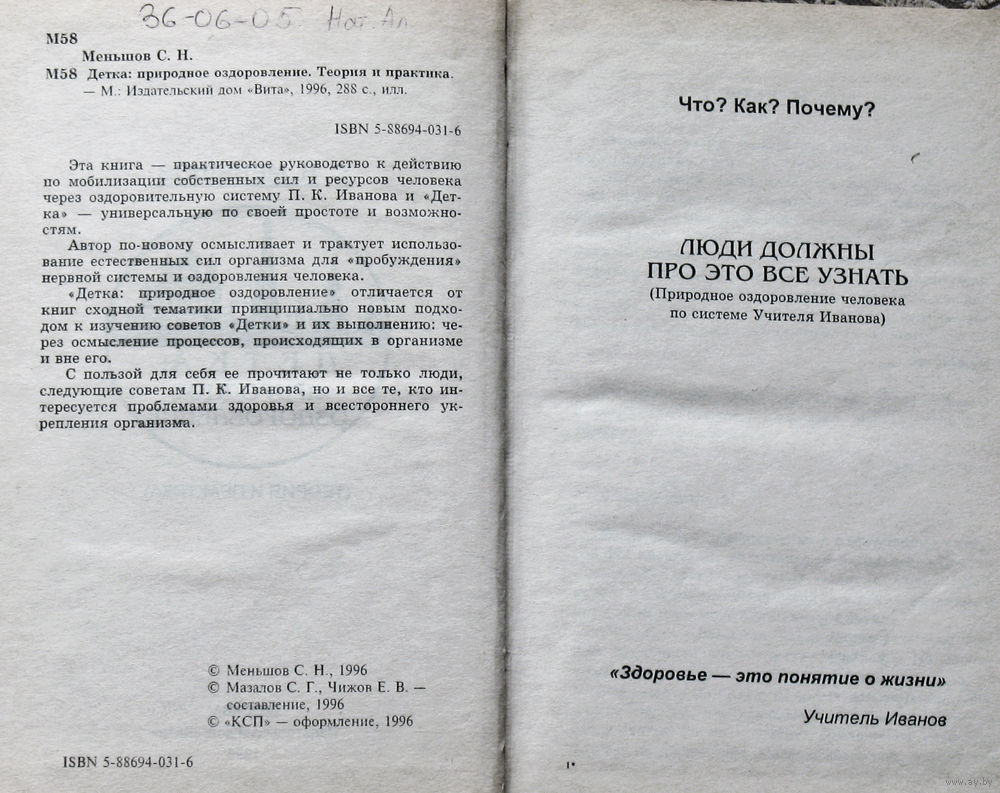 36-06-05 Нат. Ал
М58
Меньшов С. Н.
М58 Детка: природное оздоровление. Теория и практика.
— М.: Издательский дом «Вита», 1996, 288 с., илл.
ISBN 5-88694-031-6
Эта книга — практическое руководство к действию
по мобилизации собственных сил и ресурсов человека
через оздоровительную систему П. К. Иванова и «Дет-
ка» — универсальную по своей простоте и возможно-
стям.
Автор по-новому осмысливает и трактует использо-
вание естественных сил организма для «пробуждения»
нервной системы и оздоровления человека.
«Детка: природное оздоровление» отличается от
книг сходной тематики принципиально новым подхо-
дом к изучению советов «Детки» и их выполнению: че-
рез осмысление процессов, происходящих в организме
и вне его.
С пользой для себя ее прочитают не только люди,
следующие советам П. К. Иванова, но и все те, кто ин-
тересуется проблемами здоровья и всестороннего ук-
репления организма.
© Меньшов С. Н., 1996
© Мазалов С. Г., Чижов Е. В. —
составление, 1996
© «КСП» — оформление, 1996
ISBN 5-88694-031-6
Что? Как? Почему?
ЛЮДИ ДОЛЖНЫ
ПРО ЭТО ВСЕ УЗНАТЬ
(Природное оздоровление человека
по системе Учителя Иванова)
«Здоровье — это понятие о жизни»
Учитель Иванов
1*
www.ay.by